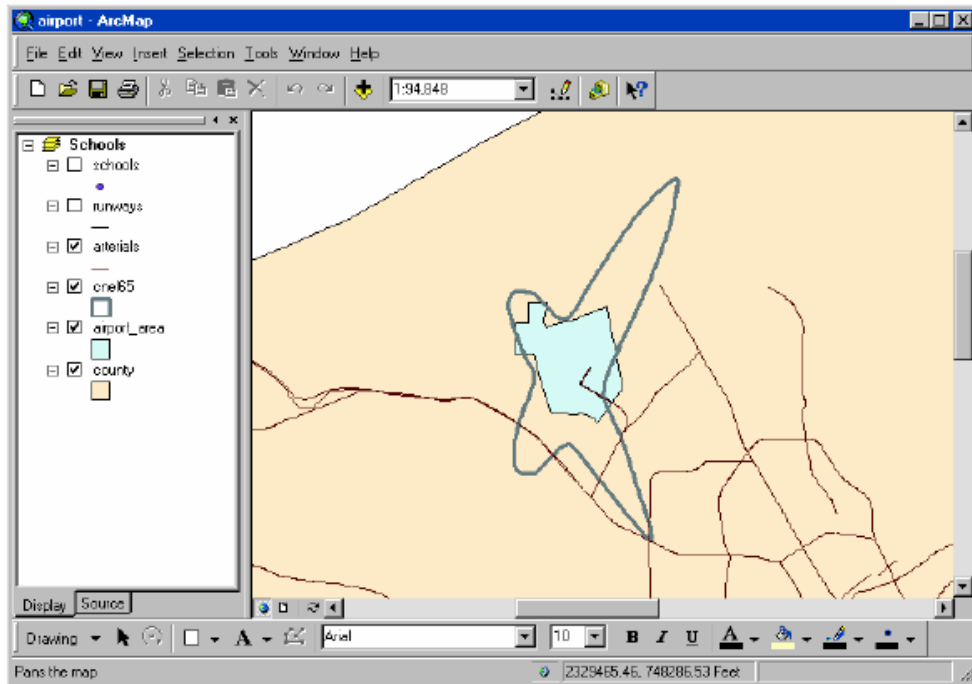 airport - ArcMap
File Edit View Insert Selection Tools Window Help
1:94,848
Schools
schools
runways
arterials
cnel65
airport_area
county
Display Source
Drawing A Arial 10 B I U A
Pans the map 2329465.46, 748286.53 Feet